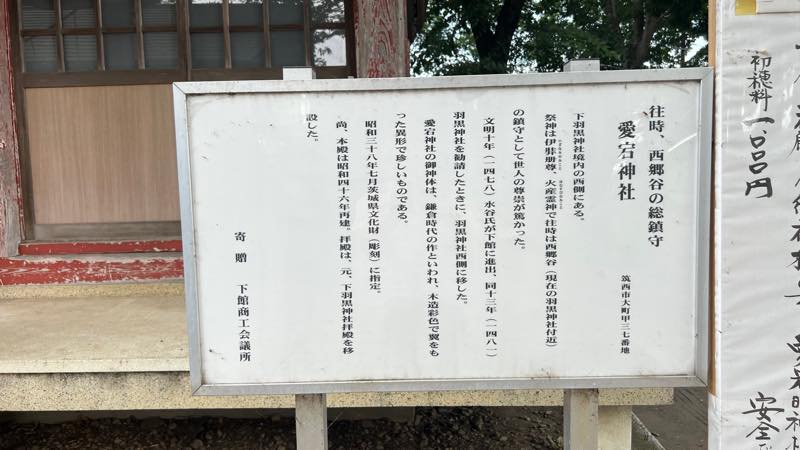 往時、西郷谷の総鎮守
愛宕神社
筑西市大町甲三七番地
下羽黒神社境内の西側にある。
祭神は伊弉册尊、火産霊神で往時は西郷谷（現在の羽黒神社付近）
の鎮守として世人の尊崇が篤かった。
文明十年（一四七八）水谷氏が下館に進出、同十三年（一四八一）
羽黒神社を勧請したときに、羽黒神社西側に移した。
愛宕神社の御神体は、鎌倉時代の作といわれ、木造彩色で翼をも
った異形で珍しいものである。
昭和三十八年七月茨城県文化財（彫刻）に指定。
尚、本殿は昭和四十六年再建。拝殿は、元、下羽黒神社拝殿を移
設した。
寄贈　下館商工会議所
初穂料 一、〇〇〇円
安全